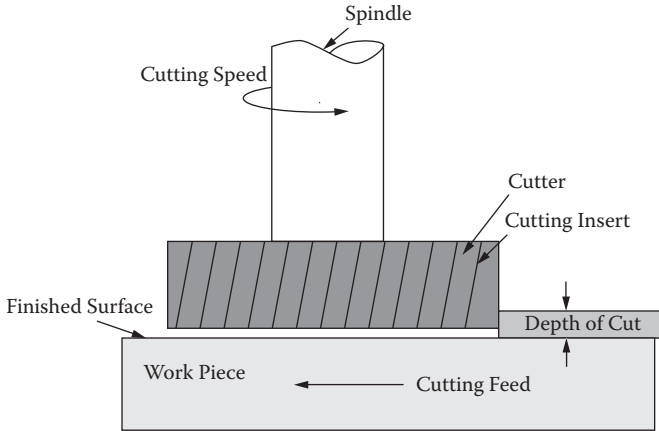 Spindle
Cutting Speed
Cutter
Cutting Insert
Finished Surface
Depth of Cut
Work Piece
Cutting Feed